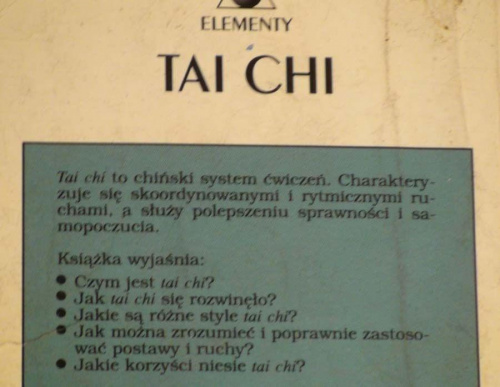 ELEMENTY
TAI CHI
Tai chi to chiński system ćwiczeń. Charaktery-
zuje się skoordynowanymi i rytmicznymi ru-
chami, a służy polepszeniu sprawności i sa-
mopoczucia.
Książka wyjaśnia:
• Czym jest tai chi?
• Jak tai chi się rozwinęło?
• Jakie są różne style tai chi?
• Jak można zrozumieć i poprawnie zastoso-
wać postawy i ruchy?
• Jakie korzyści niesie tai chi?